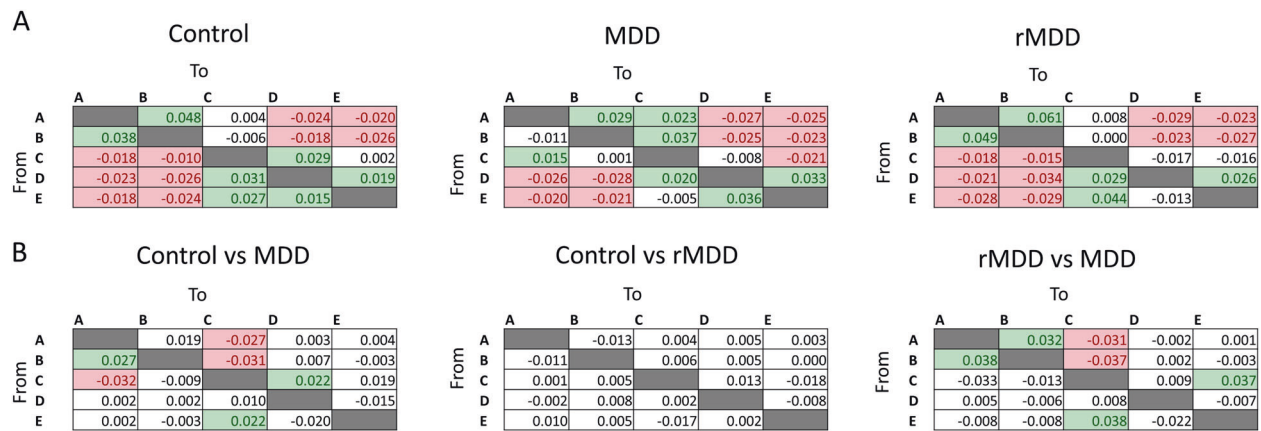 A
Control MDD rMDD
To To To
A B C D E A B C D E A B C D E
A 0.048 0.004 -0.024 -0.020 A 0.029 0.023 -0.027 -0.025 A 0.061 0.008 -0.029 -0.023
B 0.038 -0.006 -0.018 -0.026 B -0.011 0.037 -0.025 -0.023 B 0.049 0.000 -0.023 -0.027
From C -0.018 -0.010 0.029 0.002 From C 0.015 0.001 -0.008 -0.021 From C -0.018 -0.015 -0.017 -0.016
D -0.023 -0.026 0.031 0.019 D -0.026 -0.028 0.020 0.033 D -0.021 -0.034 0.029 0.026
E -0.018 -0.024 0.027 0.015 E -0.020 -0.021 -0.005 0.036 E -0.028 -0.029 0.044 -0.013
B
Control vs MDD Control vs rMDD rMDD vs MDD
To To To
A B C D E A B C D E A B C D E
A 0.019 -0.027 0.003 0.004 A -0.013 0.004 0.005 0.003 A 0.032 -0.031 -0.002 0.001
B 0.027 -0.031 0.007 -0.003 B -0.011 0.006 0.005 0.000 B 0.038 -0.037 0.002 -0.003
From C -0.032 -0.009 0.022 0.019 From C 0.001 0.005 0.013 -0.018 From C -0.033 -0.013 0.009 0.037
D 0.002 0.002 0.010 -0.015 D -0.002 0.008 0.002 -0.008 D 0.005 -0.006 0.008 -0.007
E 0.002 -0.003 0.022 -0.020 E 0.010 0.005 -0.017 0.002 E -0.008 -0.008 0.038 -0.022